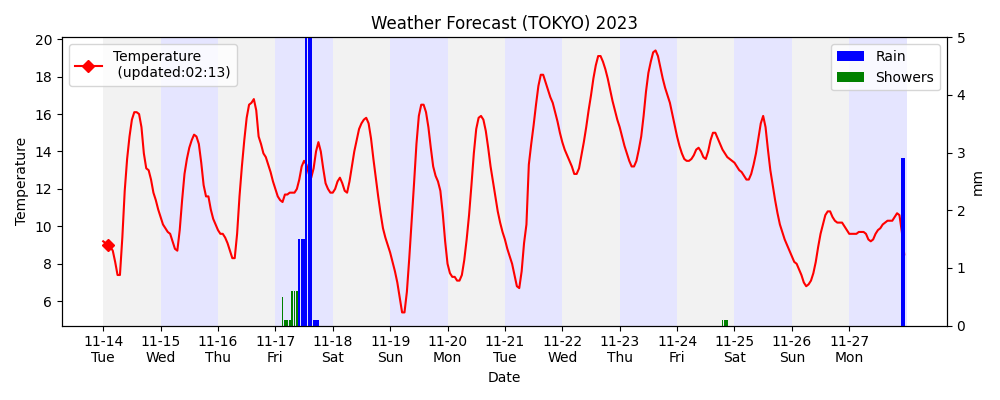 Weather Forecast (TOKYO) 2023
Temperature
(updated:02:13)
Rain
Showers
Temperature
20
18
16
14
12
10
8
6
5
4
3
2
1
0
mm
11-14 11-15 11-16 11-17 11-18 11-19 11-20 11-21 11-22 11-23 11-24 11-25 11-26 11-27
Tue Wed Thu Fri Sat Sun Mon Tue Wed Thu Fri Sat Sun Mon
Date